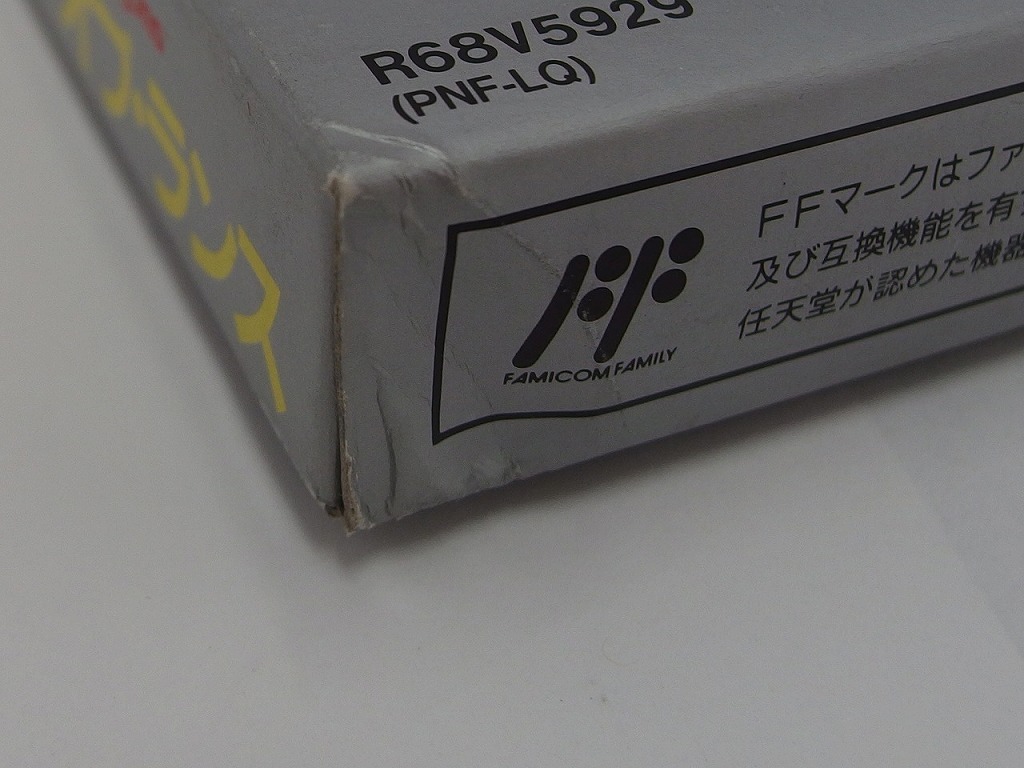 R68V5929
(PNF-LQ)
FFマークはファ
及び互換機能を有
任天堂が認めた機器
FAMICOM FAMILY